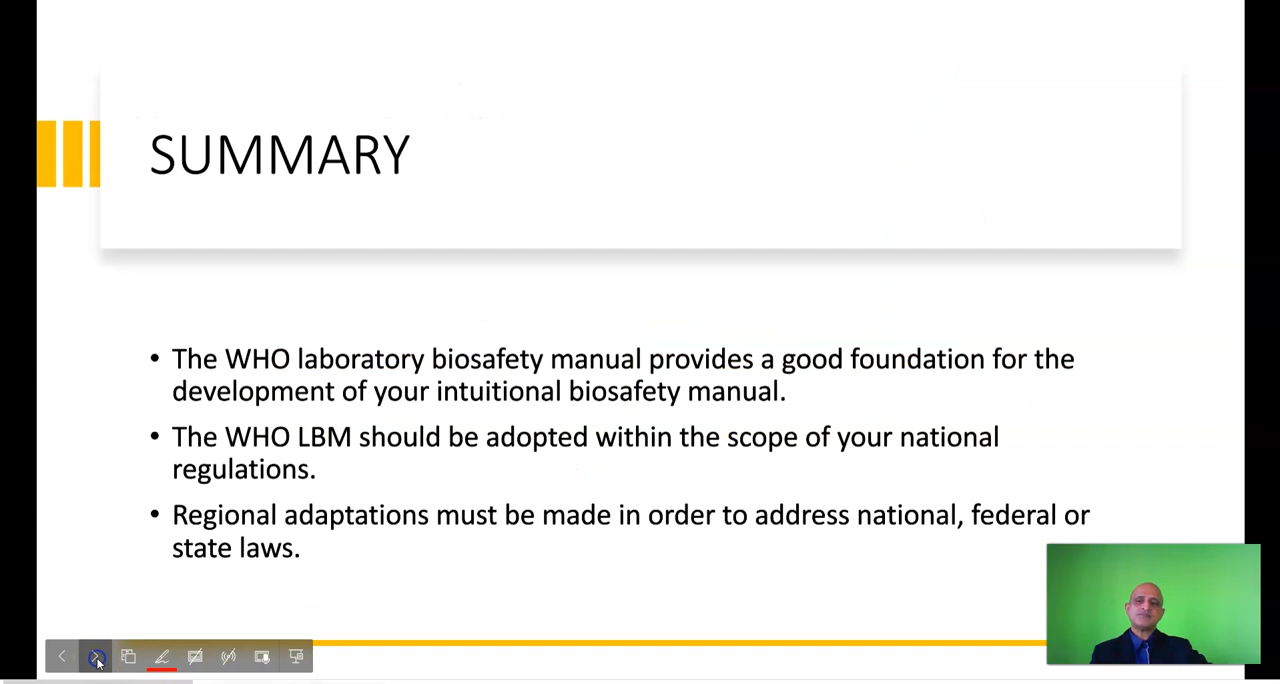 SUMMARY
• The WHO laboratory biosafety manual provides a good foundation for the
development of your intuitional biosafety manual.
• The WHO LBM should be adopted within the scope of your national
regulations.
• Regional adaptations must be made in order to address national, federal or
state laws.